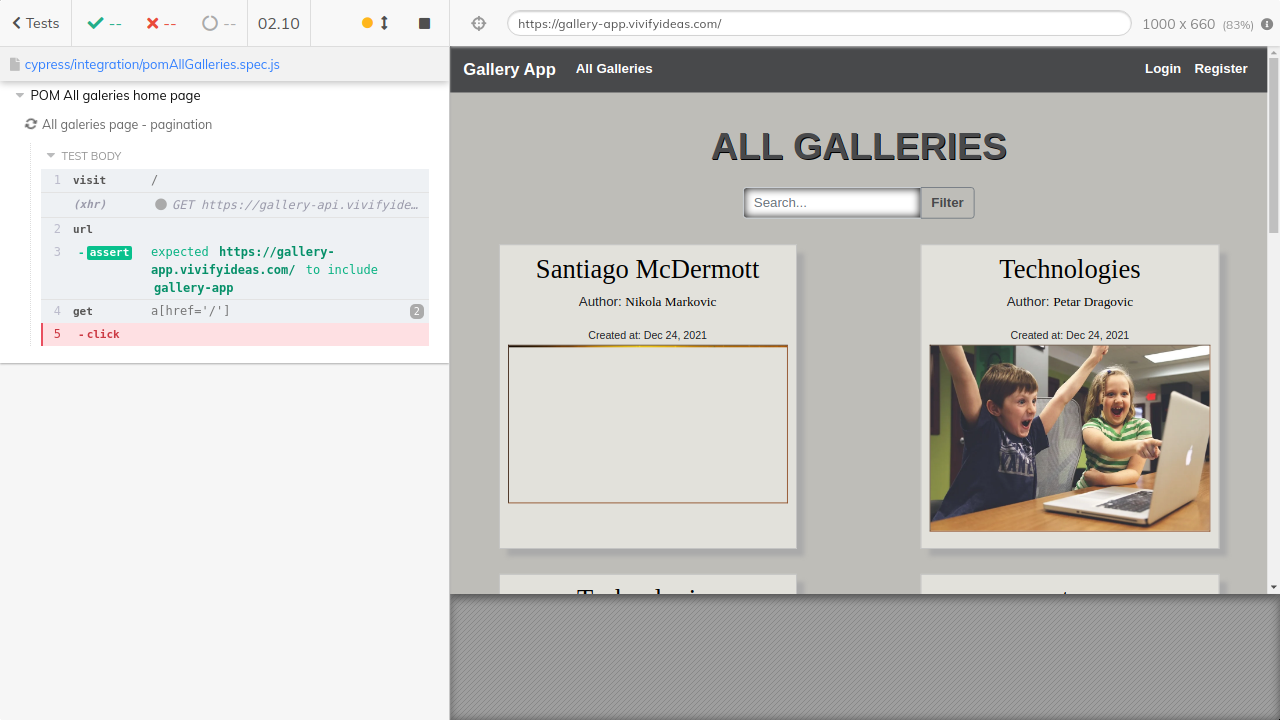 Tests
--
--
--
02.10
https://gallery-app.vivifyideas.com/
1000 x 660 (83%)
cypress/integration/pomAllGalleries.spec.js
POM All galeries home page
All galeries page - pagination
TEST BODY
1 visit /
(xhr) GET https://gallery-api.vivifyide…
2 url
3 - assert expected https://gallery-
app.vivifyideas.com/ to include
gallery-app
4 get a[href='/'] 2
5 - click
Gallery App All Galleries Login Register
ALL GALLERIES
Search... Filter
Santiago McDermott
Author: Nikola Markovic
Created at: Dec 24, 2021
Technologies
Author: Petar Dragovic
Created at: Dec 24, 2021